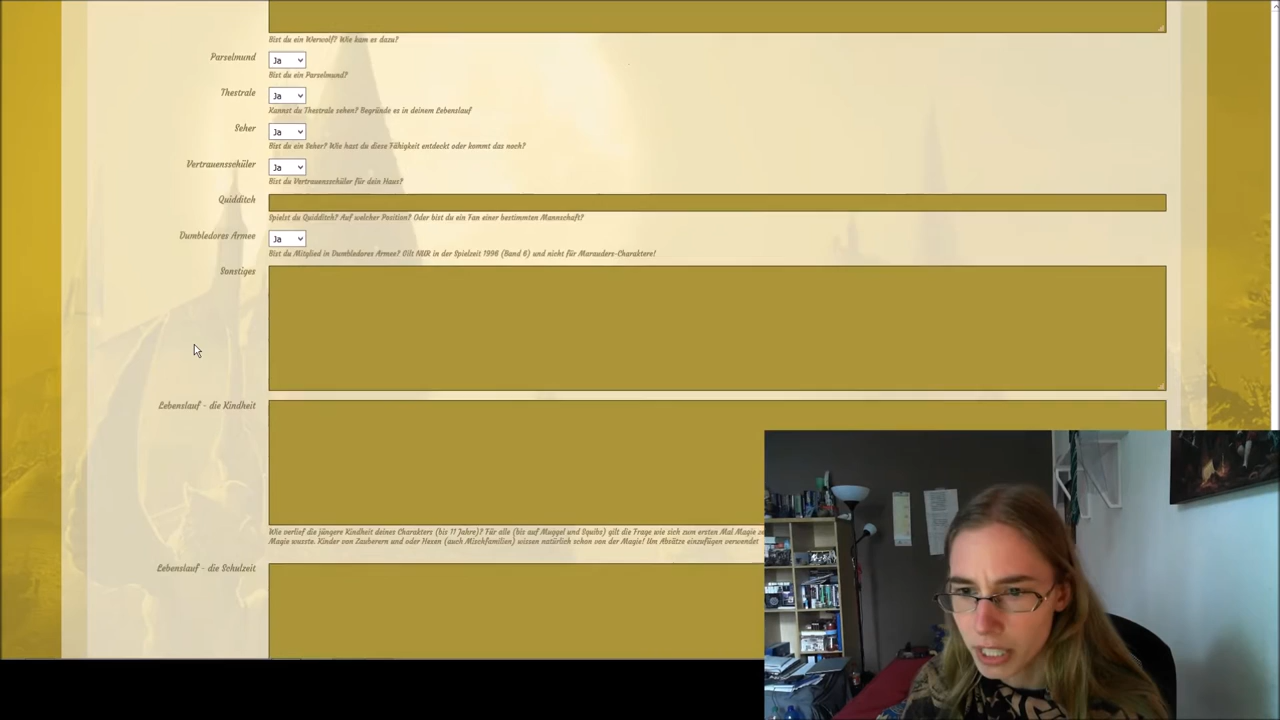 Bist du ein Werwolf? Wie kam es dazu?
Parselmund
Ja
Bist du ein Parselmund?
Thestrale
Ja
Kannst du Thestrale sehen? Begründe es in deinem Lebenslauf
Seher
Ja
Bist du ein Seher? Wie hast du diese Fähigkeit entdeckt oder kommt das noch?
Vertrauensschüler
Ja
Bist du Vertrauensschüler für dein Haus?
Quidditch
Spielst du Quidditch? Auf welcher Position? Oder bist du ein Fan einer bestimmten Mannschaft?
Dumbledores Armee
Ja
Bist du Mitglied in Dumbledores Armee? Gilt NUR in der Spielzeit 1996 (Band 6) und nicht für Marauders-Charaktere!
Sonstiges
Lebenslauf - die Kindheit
Wie verlief die jüngere Kindheit deines Charakters (bis 11 Jahre)? Für alle (bis auf Muggel und Squibs) gilt die Frage wie sich zum ersten Mal Magie
Magie wusste. Kinder von Zauberern und oder Hexen (auch Mischfamilien) wissen natürlich schon von der Magie! Um Absätze einzufügen verwendet
Lebenslauf - die Schulzeit